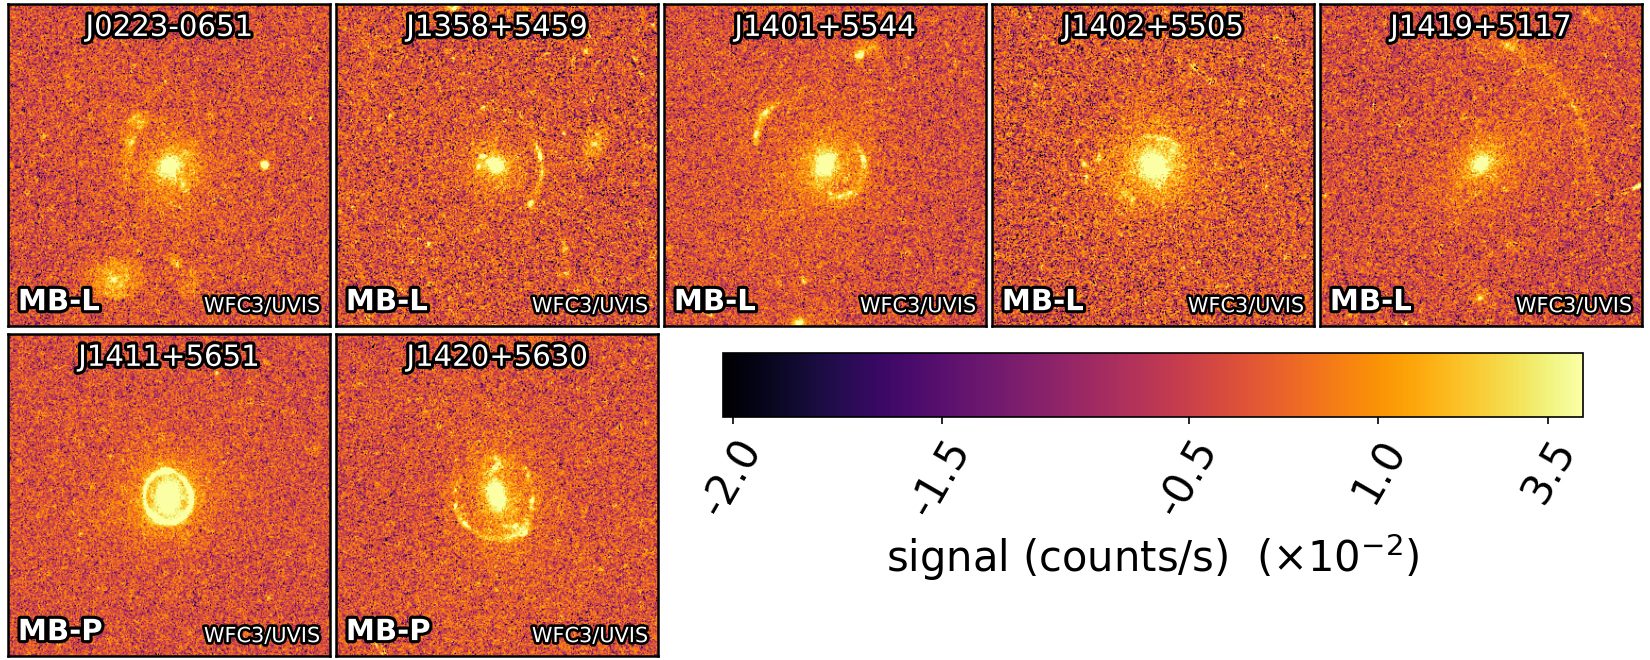 J0223-0651
MB-L
WFC3/UVIS
J1358+5459
MB-L
WFC3/UVIS
J1401+5544
MB-L
WFC3/UVIS
J1402+5505
MB-L
WFC3/UVIS
J1419+5117
MB-L
WFC3/UVIS
J1411+5651
MB-P
WFC3/UVIS
J1420+5630
MB-P
WFC3/UVIS
-2.0
-1.5
-0.5
1.0
3.5
signal (counts/s) (×10⁻²)